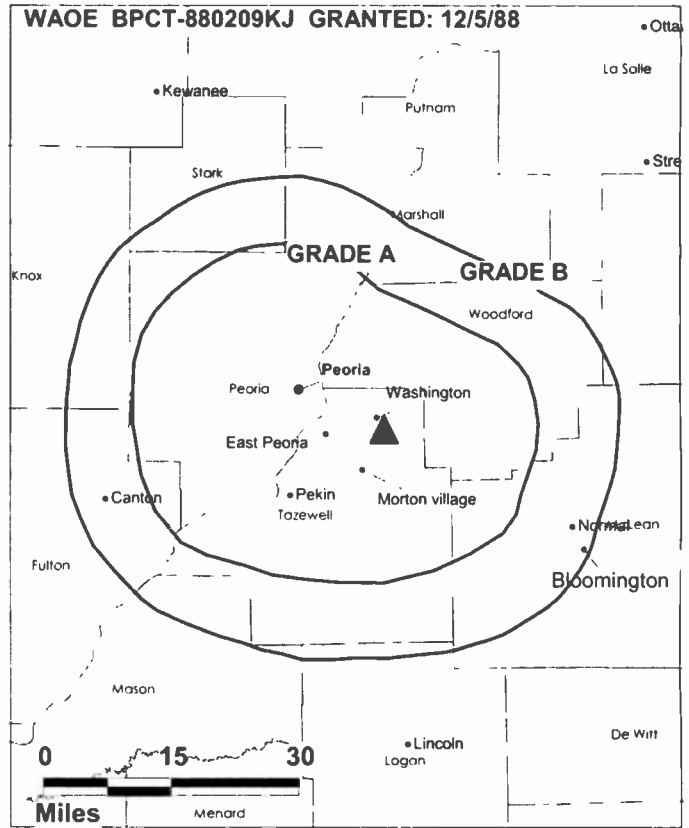 WAOE BPCT-880209KJ GRANTED: 12/5/88
Otta
La Salle
Kewanee
Putnam
Stre
Stark
Marshall
GRADE A
GRADE B
Knox
Woodford
Peoria
Peoria
Washington
East Peoria
Morton village
Canton
Pekin
Tazewell
Normal
McLean
Bloomington
Fulton
Mason
De Witt
Lincoln
Logan
0 15 30
Miles
Menard